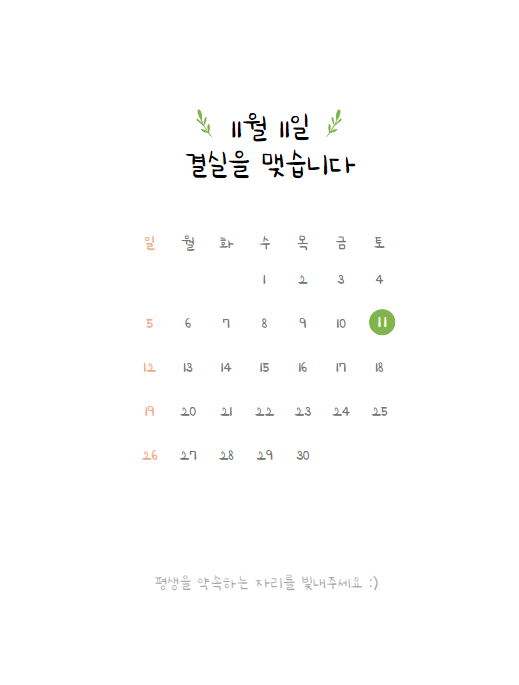 11월 11일
결실을 맺습니다
일 월 화 수 목 금 토
1 2 3 4
5 6 7 8 9 10 11
12 13 14 15 16 17 18
19 20 21 22 23 24 25
26 27 28 29 30
평생을 약속하는 자리를 빛내주세요 :)